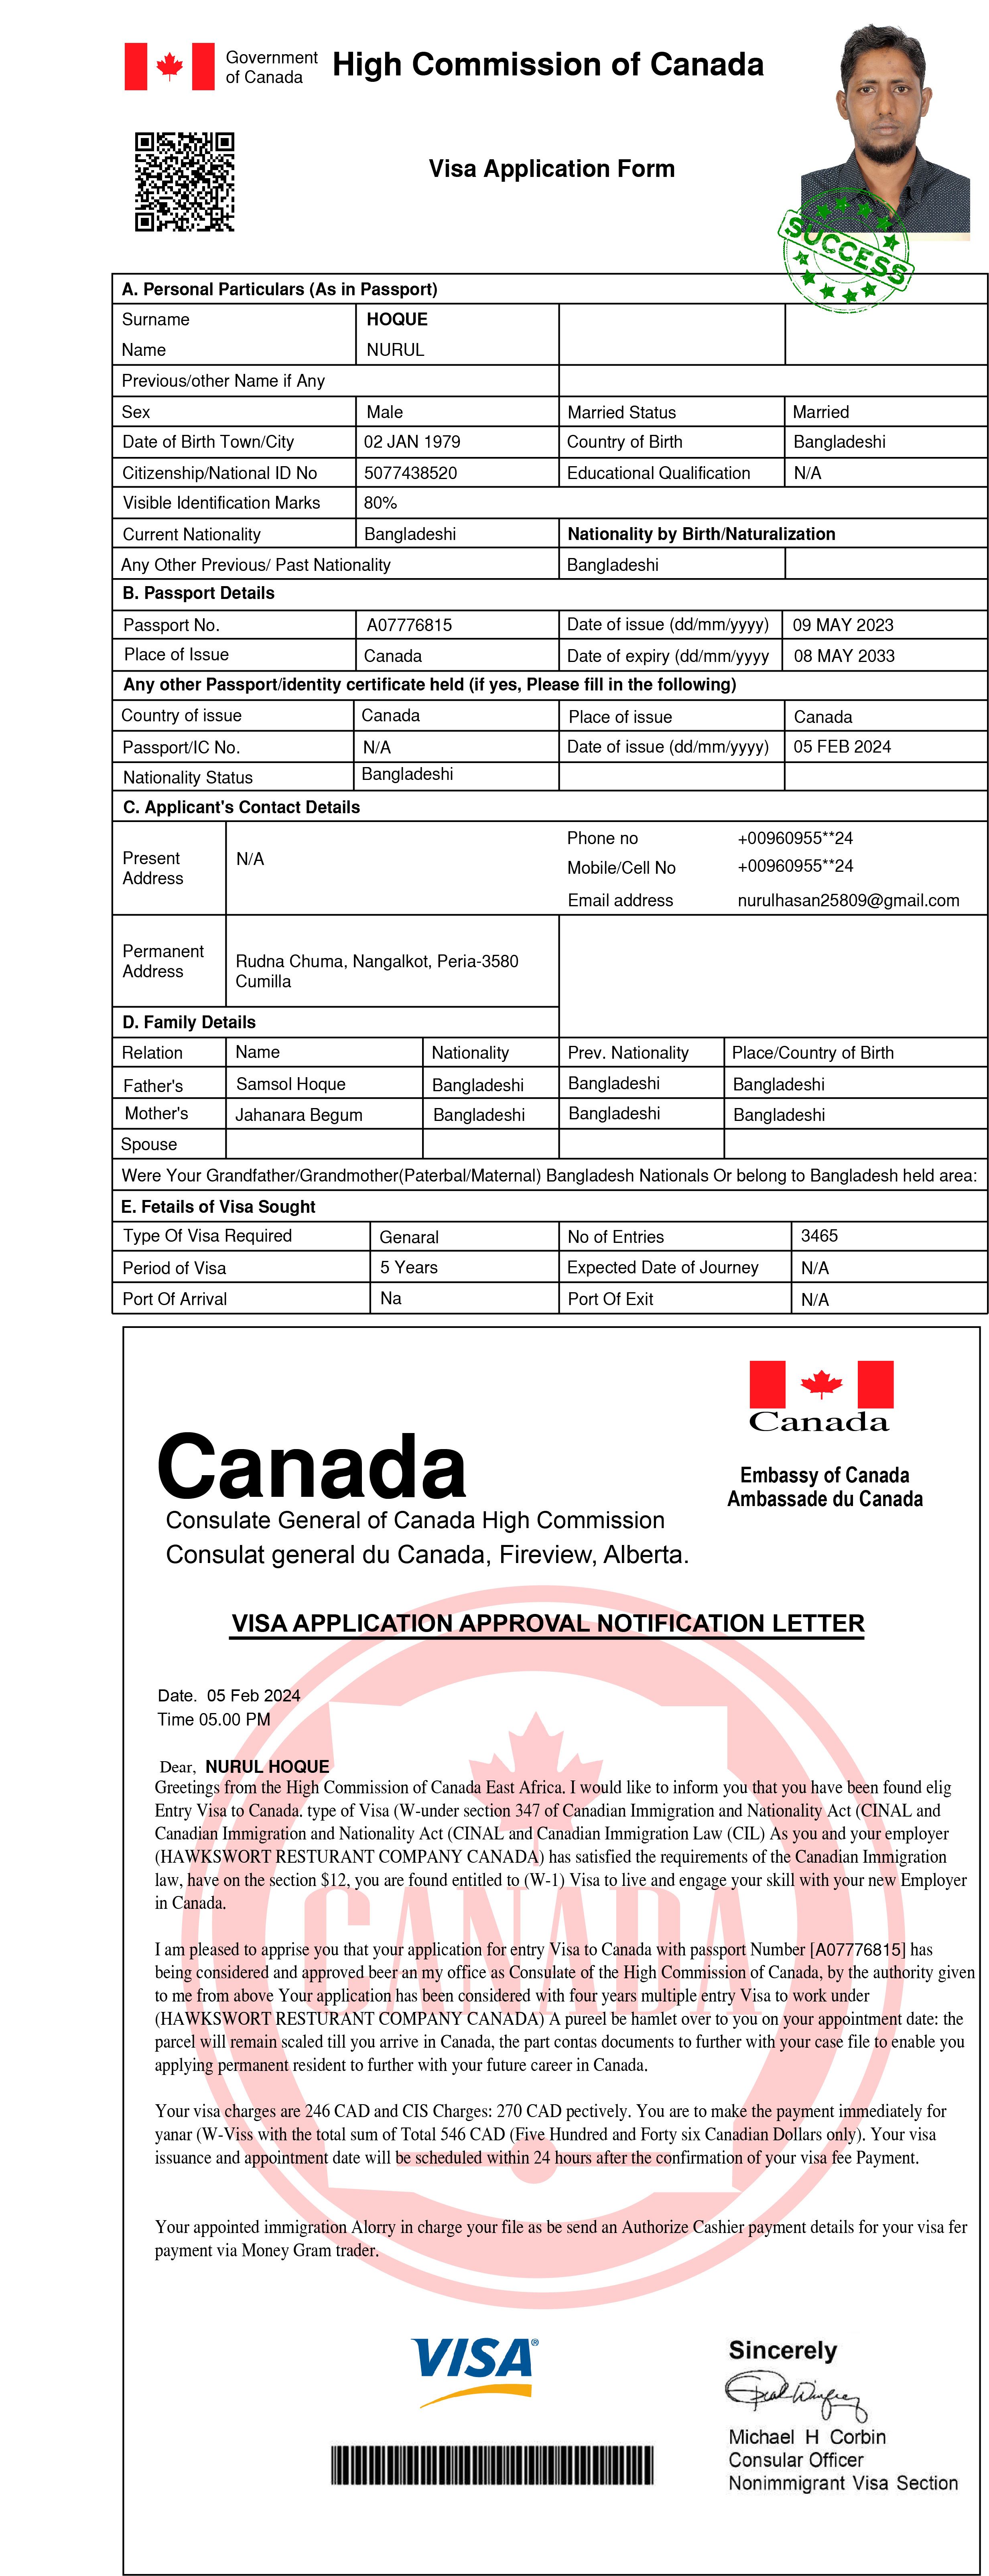 Government
of Canada
High Commission of Canada
Visa Application Form
SUCCESS
A. Personal Particulars (As in Passport)
Surname HOQUE
Name NURUL
Previous/other Name if Any
Sex Male Married Status Married
Date of Birth Town/City 02 JAN 1979 Country of Birth Bangladeshi
Citizenship/National ID No 5077438520 Educational Qualification N/A
Visible Identification Marks 80%
Current Nationality Bangladeshi Nationality by Birth/Naturalization
Any Other Previous/ Past Nationality Bangladeshi
B. Passport Details
Passport No. A07776815 Date of issue (dd/mm/yyyy) 09 MAY 2023
Place of Issue Canada Date of expiry (dd/mm/yyyy 08 MAY 2033
Any other Passport/identity certificate held (if yes, Please fill in the following)
Country of issue Canada Place of issue Canada
Passport/IC No. N/A Date of issue (dd/mm/yyyy) 05 FEB 2024
Nationality Status Bangladeshi
C. Applicant's Contact Details
Present
Address
N/A
Phone no +00960955**24
Mobile/Cell No +00960955**24
Email address nurulhasan25809@gmail.com
Permanent
Address
Rudna Chuma, Nangalkot, Peria-3580
Cumilla
D. Family Details
Relation Name Nationality Prev. Nationality Place/Country of Birth
Father's Samsol Hoque Bangladeshi Bangladeshi Bangladeshi
Mother's Jahanara Begum Bangladeshi Bangladeshi Bangladeshi
Spouse
Were Your Grandfather/Grandmother(Paterbal/Maternal) Bangladesh Nationals Or belong to Bangladesh held area:
E. Fetails of Visa Sought
Type Of Visa Required Genaral No of Entries 3465
Period of Visa 5 Years Expected Date of Journey N/A
Port Of Arrival Na Port Of Exit N/A
Canada
Embassy of Canada
Ambassade du Canada
Canada
Consulate General of Canada High Commission
Consulat general du Canada, Fireview, Alberta.
VISA APPLICATION APPROVAL NOTIFICATION LETTER
Date. 05 Feb 2024
Time 05.00 PM
Dear, NURUL HOQUE
Greetings from the High Commission of Canada East Africa. I would like to inform you that you have been found elig
Entry Visa to Canada. type of Visa (W-under section 347 of Canadian Immigration and Nationality Act (CINAL and
Canadian Immigration and Nationality Act (CINAL and Canadian Immigration Law (CIL) As you and your employer
(HAWKSWORT RESTURANT COMPANY CANADA) has satisfied the requirements of the Canadian Immigration
law, have on the section $12, you are found entitled to (W-1) Visa to live and engage your skill with your new Employer
in Canada.
CANADA
I am pleased to apprise you that your application for entry Visa to Canada with passport Number [A07776815] has
being considered and approved beer an my office as Consulate of the High Commission of Canada, by the authority given
to me from above Your application has been considered with four years multiple entry Visa to work under
(HAWKSWORT RESTURANT COMPANY CANADA) A pureel be hamlet over to you on your appointment date: the
parcel will remain scaled till you arrive in Canada, the part contas documents to further with your case file to enable you
applying permanent resident to further with your future career in Canada.
Your visa charges are 246 CAD and CIS Charges: 270 CAD pectively. You are to make the payment immediately for
yanar (W-Viss with the total sum of Total 546 CAD (Five Hundred and Forty six Canadian Dollars only). Your visa
issuance and appointment date will be scheduled within 24 hours after the confirmation of your visa fee Payment.
Your appointed immigration Alorry in charge your file as be send an Authorize Cashier payment details for your visa fer
payment via Money Gram trader.
VISA®
Sincerely
Michael H Corbin
Consular Officer
Nonimmigrant Visa Section